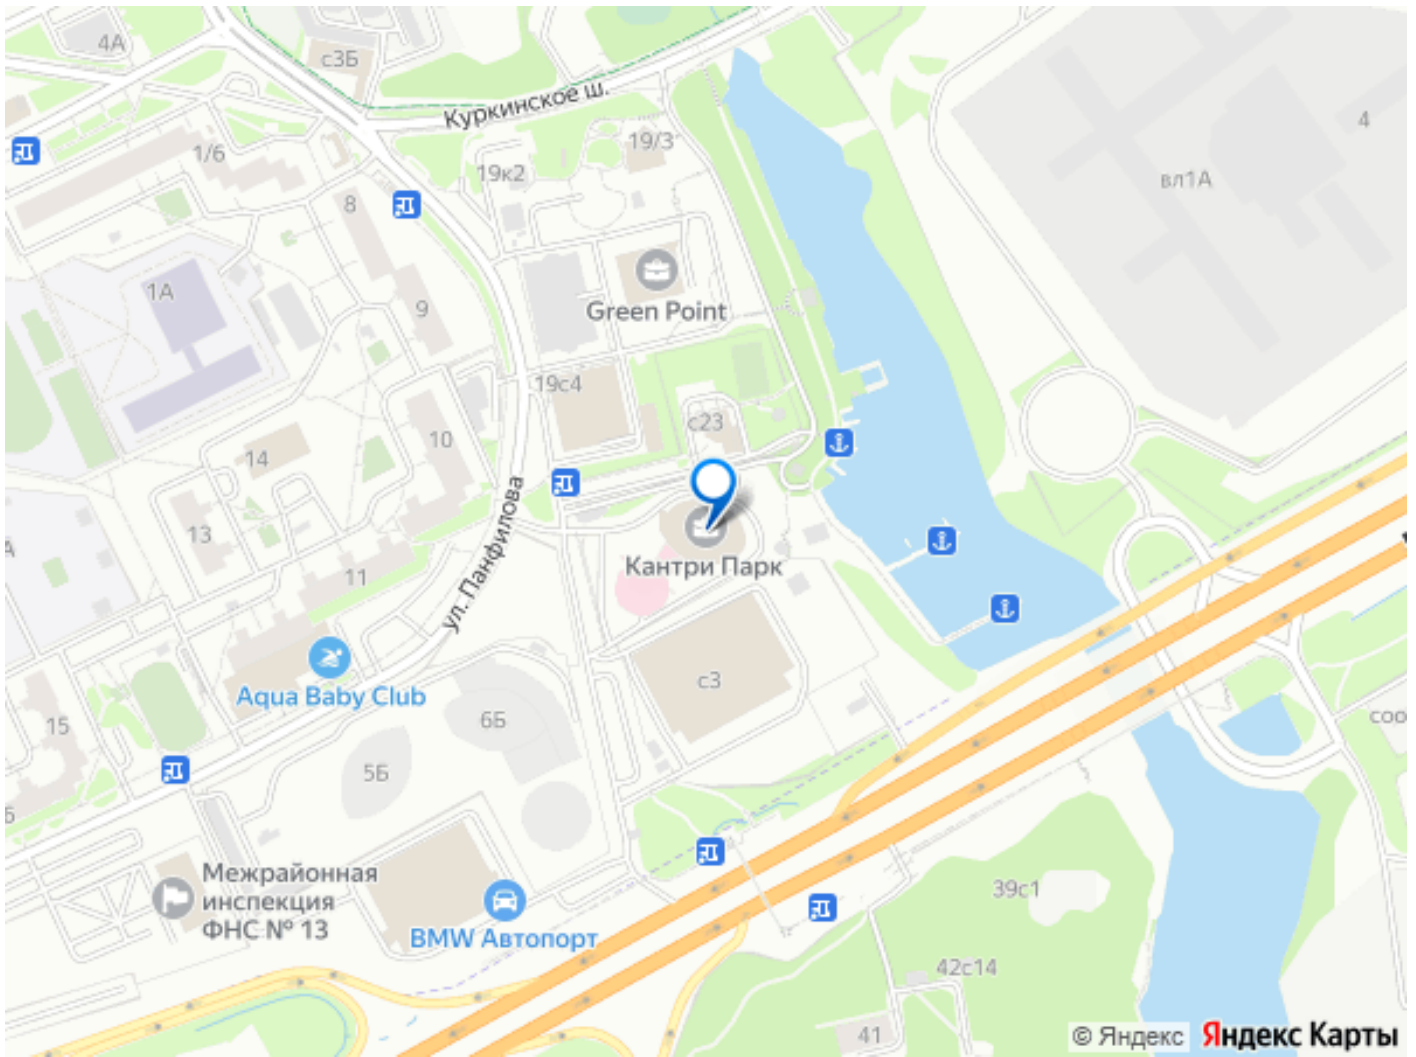 4А
с3Б
Куркинское ш.
4
1/6
19/3
19к2
вл1А
8
1А
9
Green Point
19с4
с23
10
14
13
А
11
ул. Панфилова
Кантри Парк
Aqua Baby Club
с3
15
6Б
соо
5Б
6
Межрайонная
инспекция
ФНС № 13
39с1
BMW Автопорт
42с14
41
© Яндекс Яндекс Карты